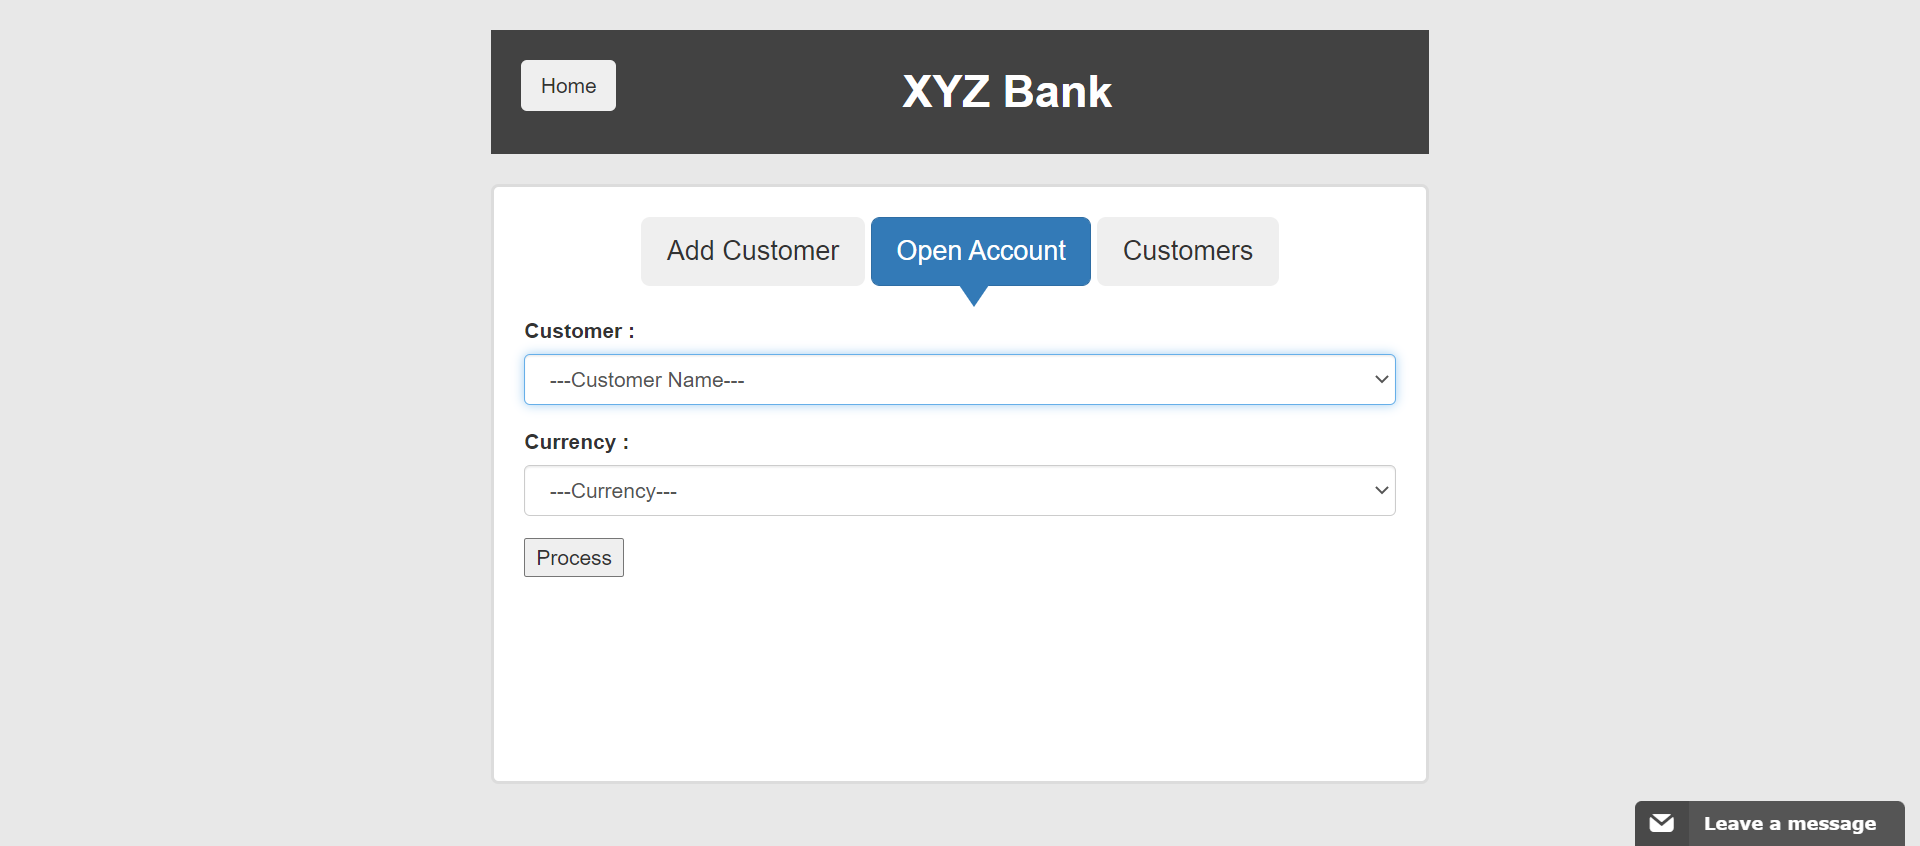 Home
XYZ Bank
Add Customer
Open Account
Customers
Customer :
---Customer Name---
Currency :
---Currency---
Process
Leave a message